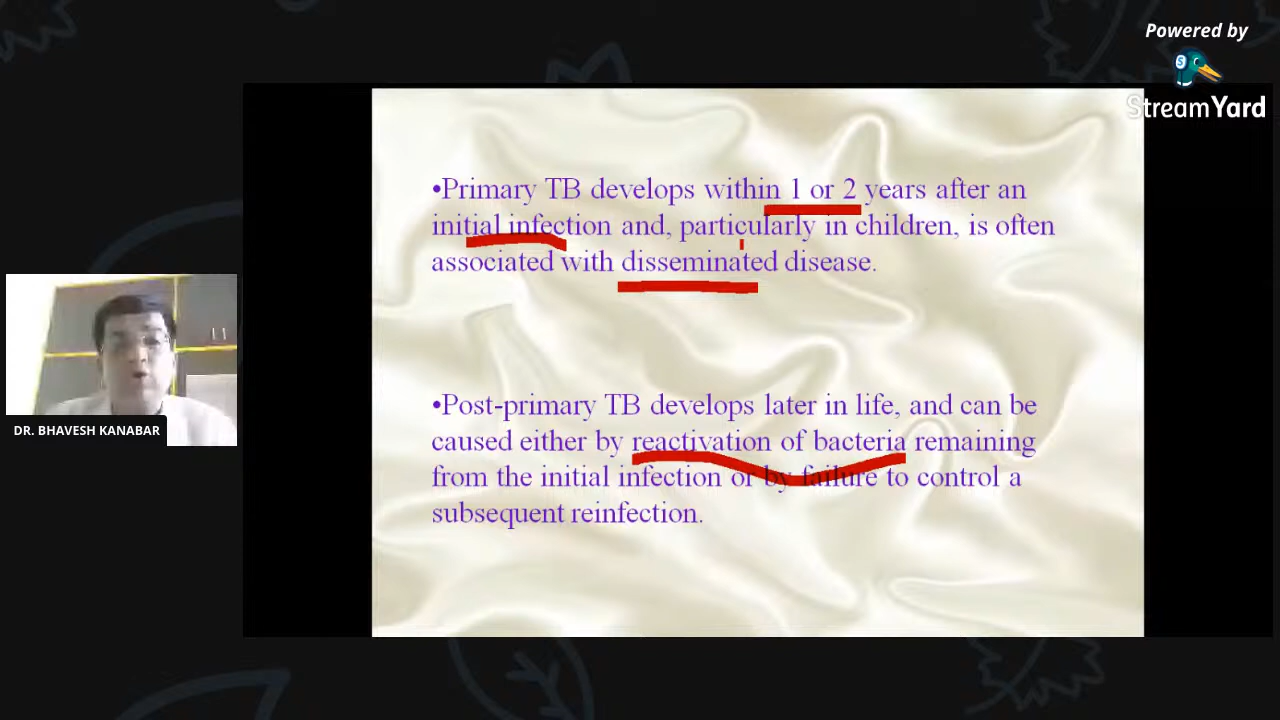 Powered by
StreamYard
•Primary TB develops within 1 or 2 years after an
initial infection and, particularly in children, is often
associated with disseminated disease.
•Post-primary TB develops later in life, and can be
caused either by reactivation of bacteria remaining
from the initial infection or by failure to control a
subsequent reinfection.
DR. BHAVESH KANABAR